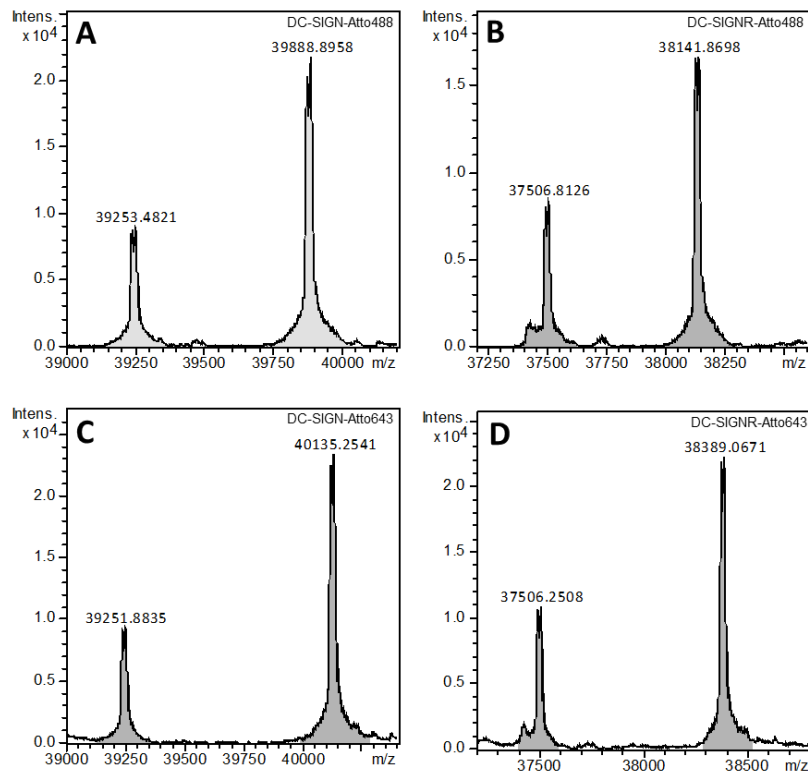 A
Intens.
x 10⁴
DC-SIGN-Atto488
39888.8958
39253.4821
2.0
1.5
1.0
0.5
0.0
39000 39250 39500 39750 40000 m/z
B
Intens.
x 10⁴
DC-SIGNR-Atto488
38141.8698
37506.8126
1.5
1.0
0.5
0.0
37250 37500 37750 38000 38250 m/z
C
Intens.
x 10⁴
DC-SIGN-Atto643
40135.2541
39251.8835
2.0
1.5
1.0
0.5
0.0
39000 39250 39500 39750 40000 m/z
D
Intens.
x 10⁴
DC-SIGNR-Atto643
38389.0671
37506.2508
2.0
1.5
1.0
0.5
0.0
37500 38000 38500 m/z